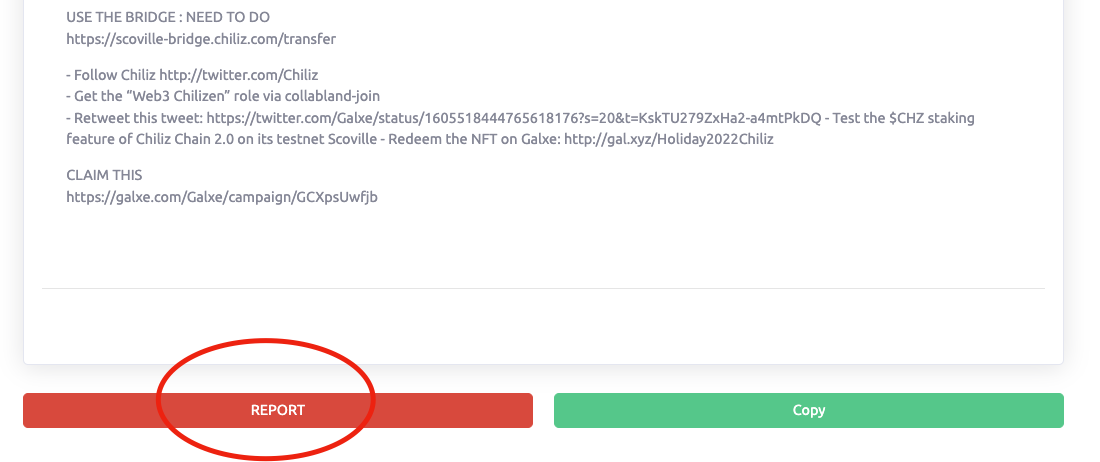 USE THE BRIDGE : NEED TO DO
https://scoville-bridge.chiliz.com/transfer
- Follow Chiliz http://twitter.com/Chiliz
- Get the “Web3 Chilizen” role via collabland-join
- Retweet this tweet: https://twitter.com/Galxe/status/1605518444765618176?s=20&t=KskTU279ZxHa2-a4mtPkDQ - Test the $CHZ staking
feature of Chiliz Chain 2.0 on its testnet Scoville - Redeem the NFT on Galxe: http://gal.xyz/Holiday2022Chiliz
CLAIM THIS
https://galxe.com/Galxe/campaign/GCXpsUwfjb
REPORT
Copy